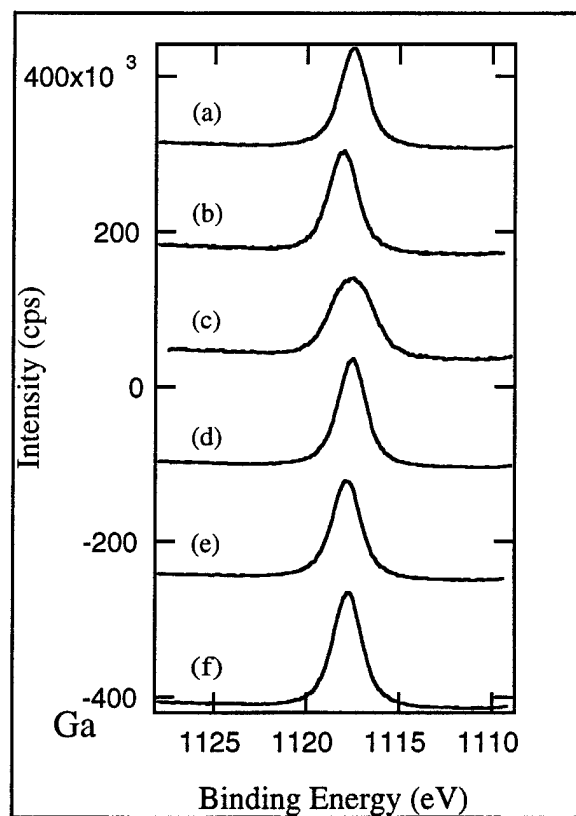 400x10 3
(a)
(b)
200
(c)
0
(d)
-200
(e)
(f)
-400
Intensity (cps)
Ga
1125 1120 1115 1110
Binding Energy (eV)